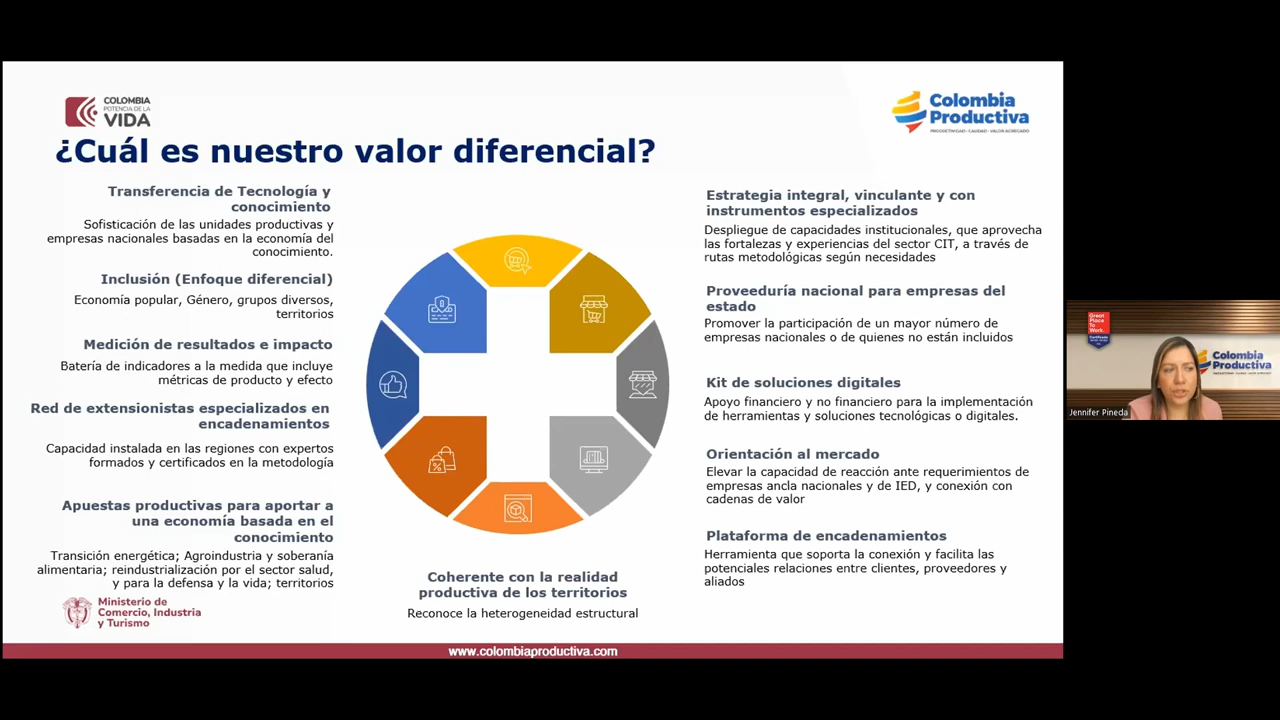 COLOMBIA
POTENCIA DE LA
VIDA
Colombia
Productiva
PRODUCTIVIDAD - CALIDAD - VALOR AGREGADO
¿Cuál es nuestro valor diferencial?
Transferencia de Tecnología y
conocimiento
Sofisticación de las unidades productivas y
empresas nacionales basadas en la economía del
conocimiento.
Inclusión (Enfoque diferencial)
Economía popular, Género, grupos diversos,
territorios
Medición de resultados e impacto
Batería de indicadores a la medida que incluye
métricas de producto y efecto
Red de extensionistas especializados en
encadenamientos
Capacidad instalada en las regiones con expertos
formados y certificados en la metodología
Apuestas productivas para aportar a
una economía basada en el
conocimiento
Transición energética; Agroindustria y soberanía
alimentaria; reindustrialización por el sector salud,
y para la defensa y la vida; territorios
Coherente con la realidad
productiva de los territorios
Reconoce la heterogeneidad estructural
Estrategia integral, vinculante y con
instrumentos especializados
Despliegue de capacidades institucionales, que aprovecha
las fortalezas y experiencias del sector CIT, a través de
rutas metodológicas según necesidades
Proveeduría nacional para empresas del
estado
Promover la participación de un mayor número de
empresas nacionales o de quienes no están incluidos
Kit de soluciones digitales
Apoyo financiero y no financiero para la implementación
de herramientas y soluciones tecnológicas o digitales.
Orientación al mercado
Elevar la capacidad de reacción ante requerimientos de
empresas ancla nacionales y de IED, y conexión con
cadenas de valor
Plataforma de encadenamientos
Herramienta que soporta la conexión y facilita las
potenciales relaciones entre clientes, proveedores y
aliados
Ministerio de
Comercio, Industria
y Turismo
www.colombiaproductiva.com
Great
Place
To
Work.
Colombia
Productiva
Jennifer Pineda